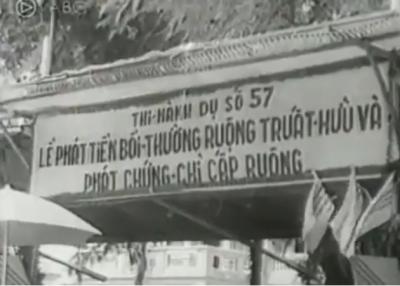 ABC
THI-HÀNH DỤ SỐ 57
LỄ PHÁT TIỀN BỒI-THƯỜNG RUỘNG TRUẤT-HỮU VÀ
PHÁT CHỨNG-CHỈ CẤP RUỘNG